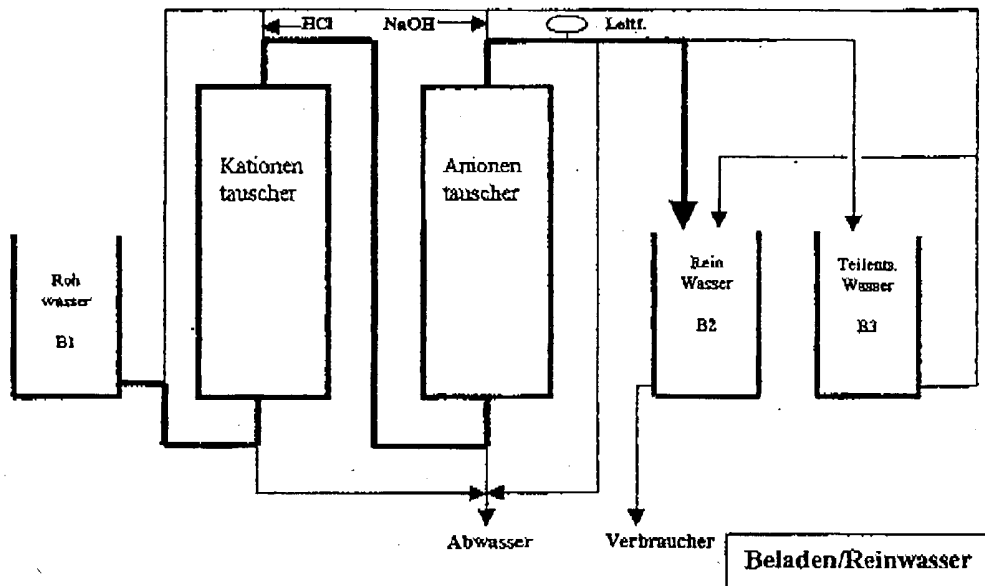 HCl
NaOH
Leitf.
Kationen
tauscher
Anionen
tauscher
Roh
wasser
B1
Rein
Wasser
B2
Teilents.
Wasser
B3
Abwasser
Verbraucher
Beladen/Reinwasser